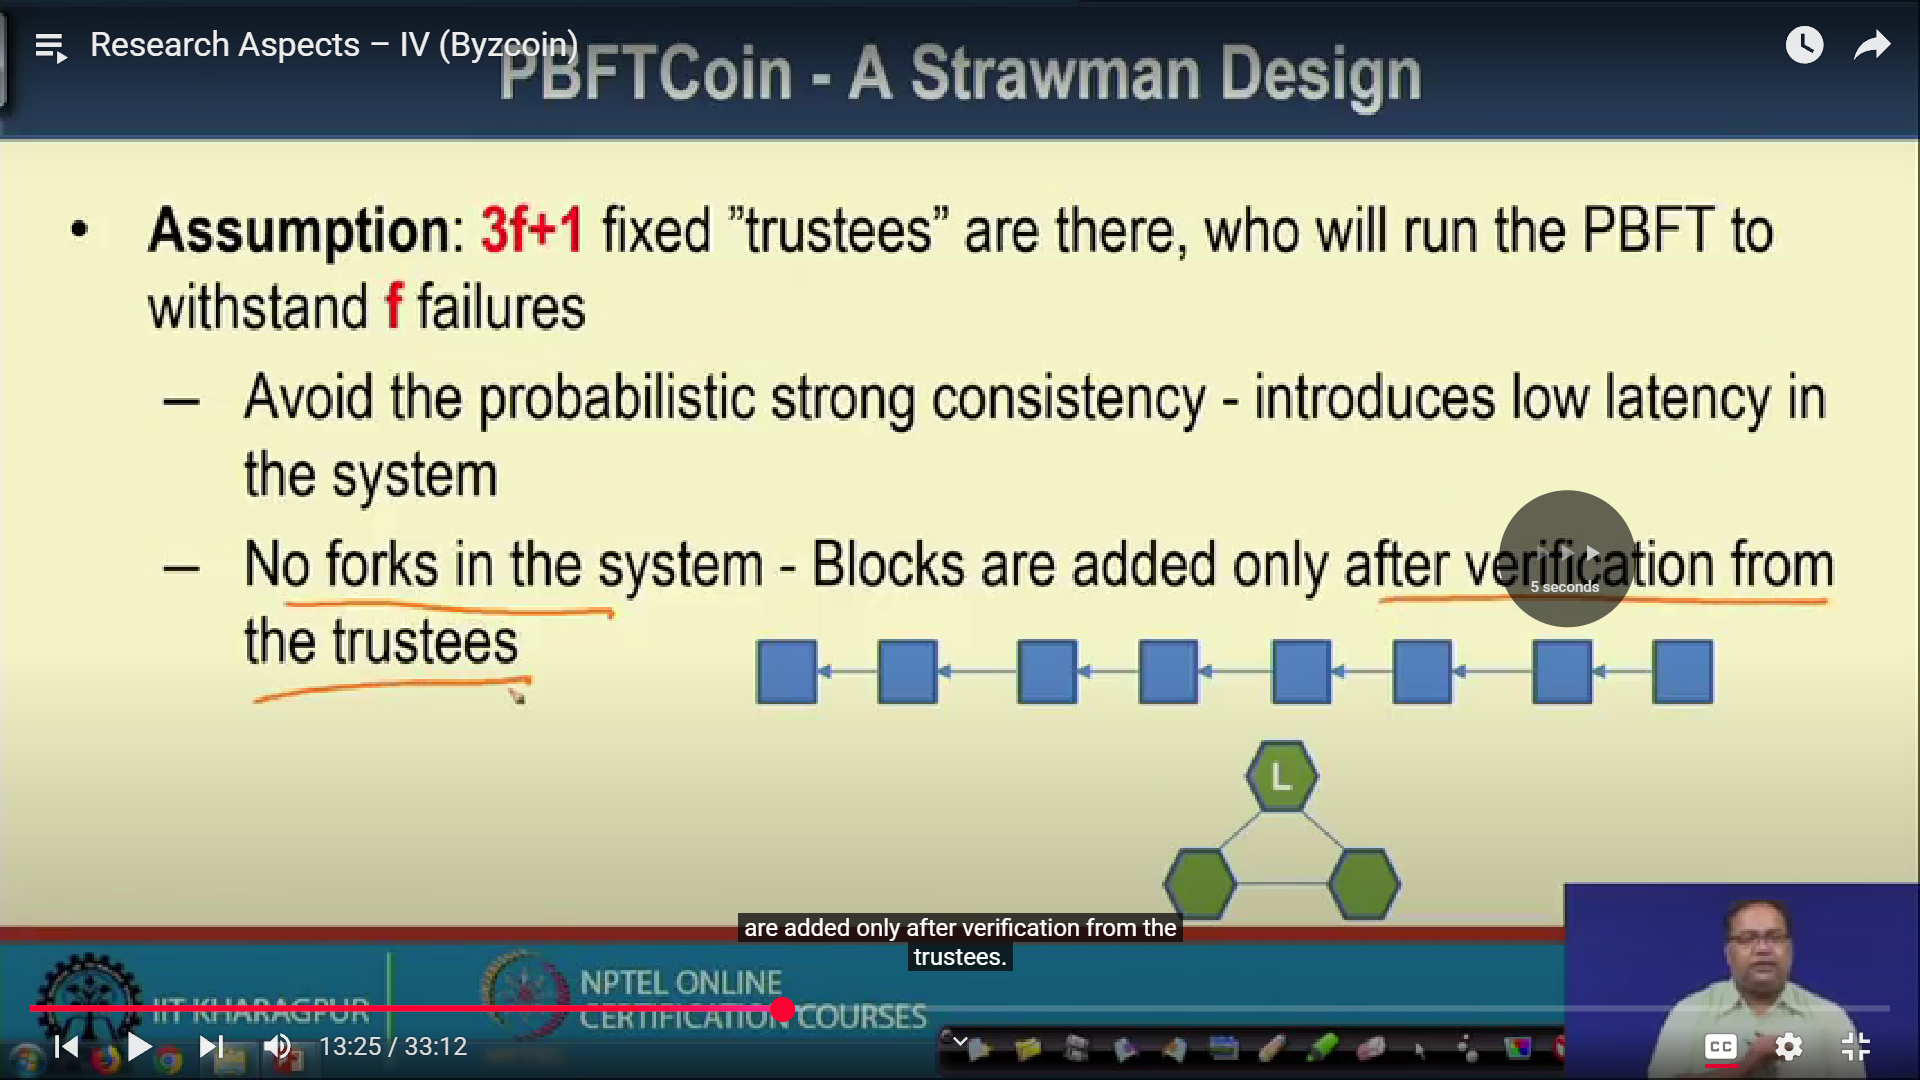 Research Aspects – IV (Byzcoin)
PBFTCoin - A Strawman Design
• Assumption: 3f+1 fixed ”trustees” are there, who will run the PBFT to
withstand f failures
– Avoid the probabilistic strong consistency - introduces low latency in
the system
– No forks in the system - Blocks are added only after verification from
the trustees
5 seconds
L
are added only after verification from the
trustees.
IIT KHARAGPUR
NPTEL ONLINE
CERTIFICATION COURSES
13:25 / 33:12
CC